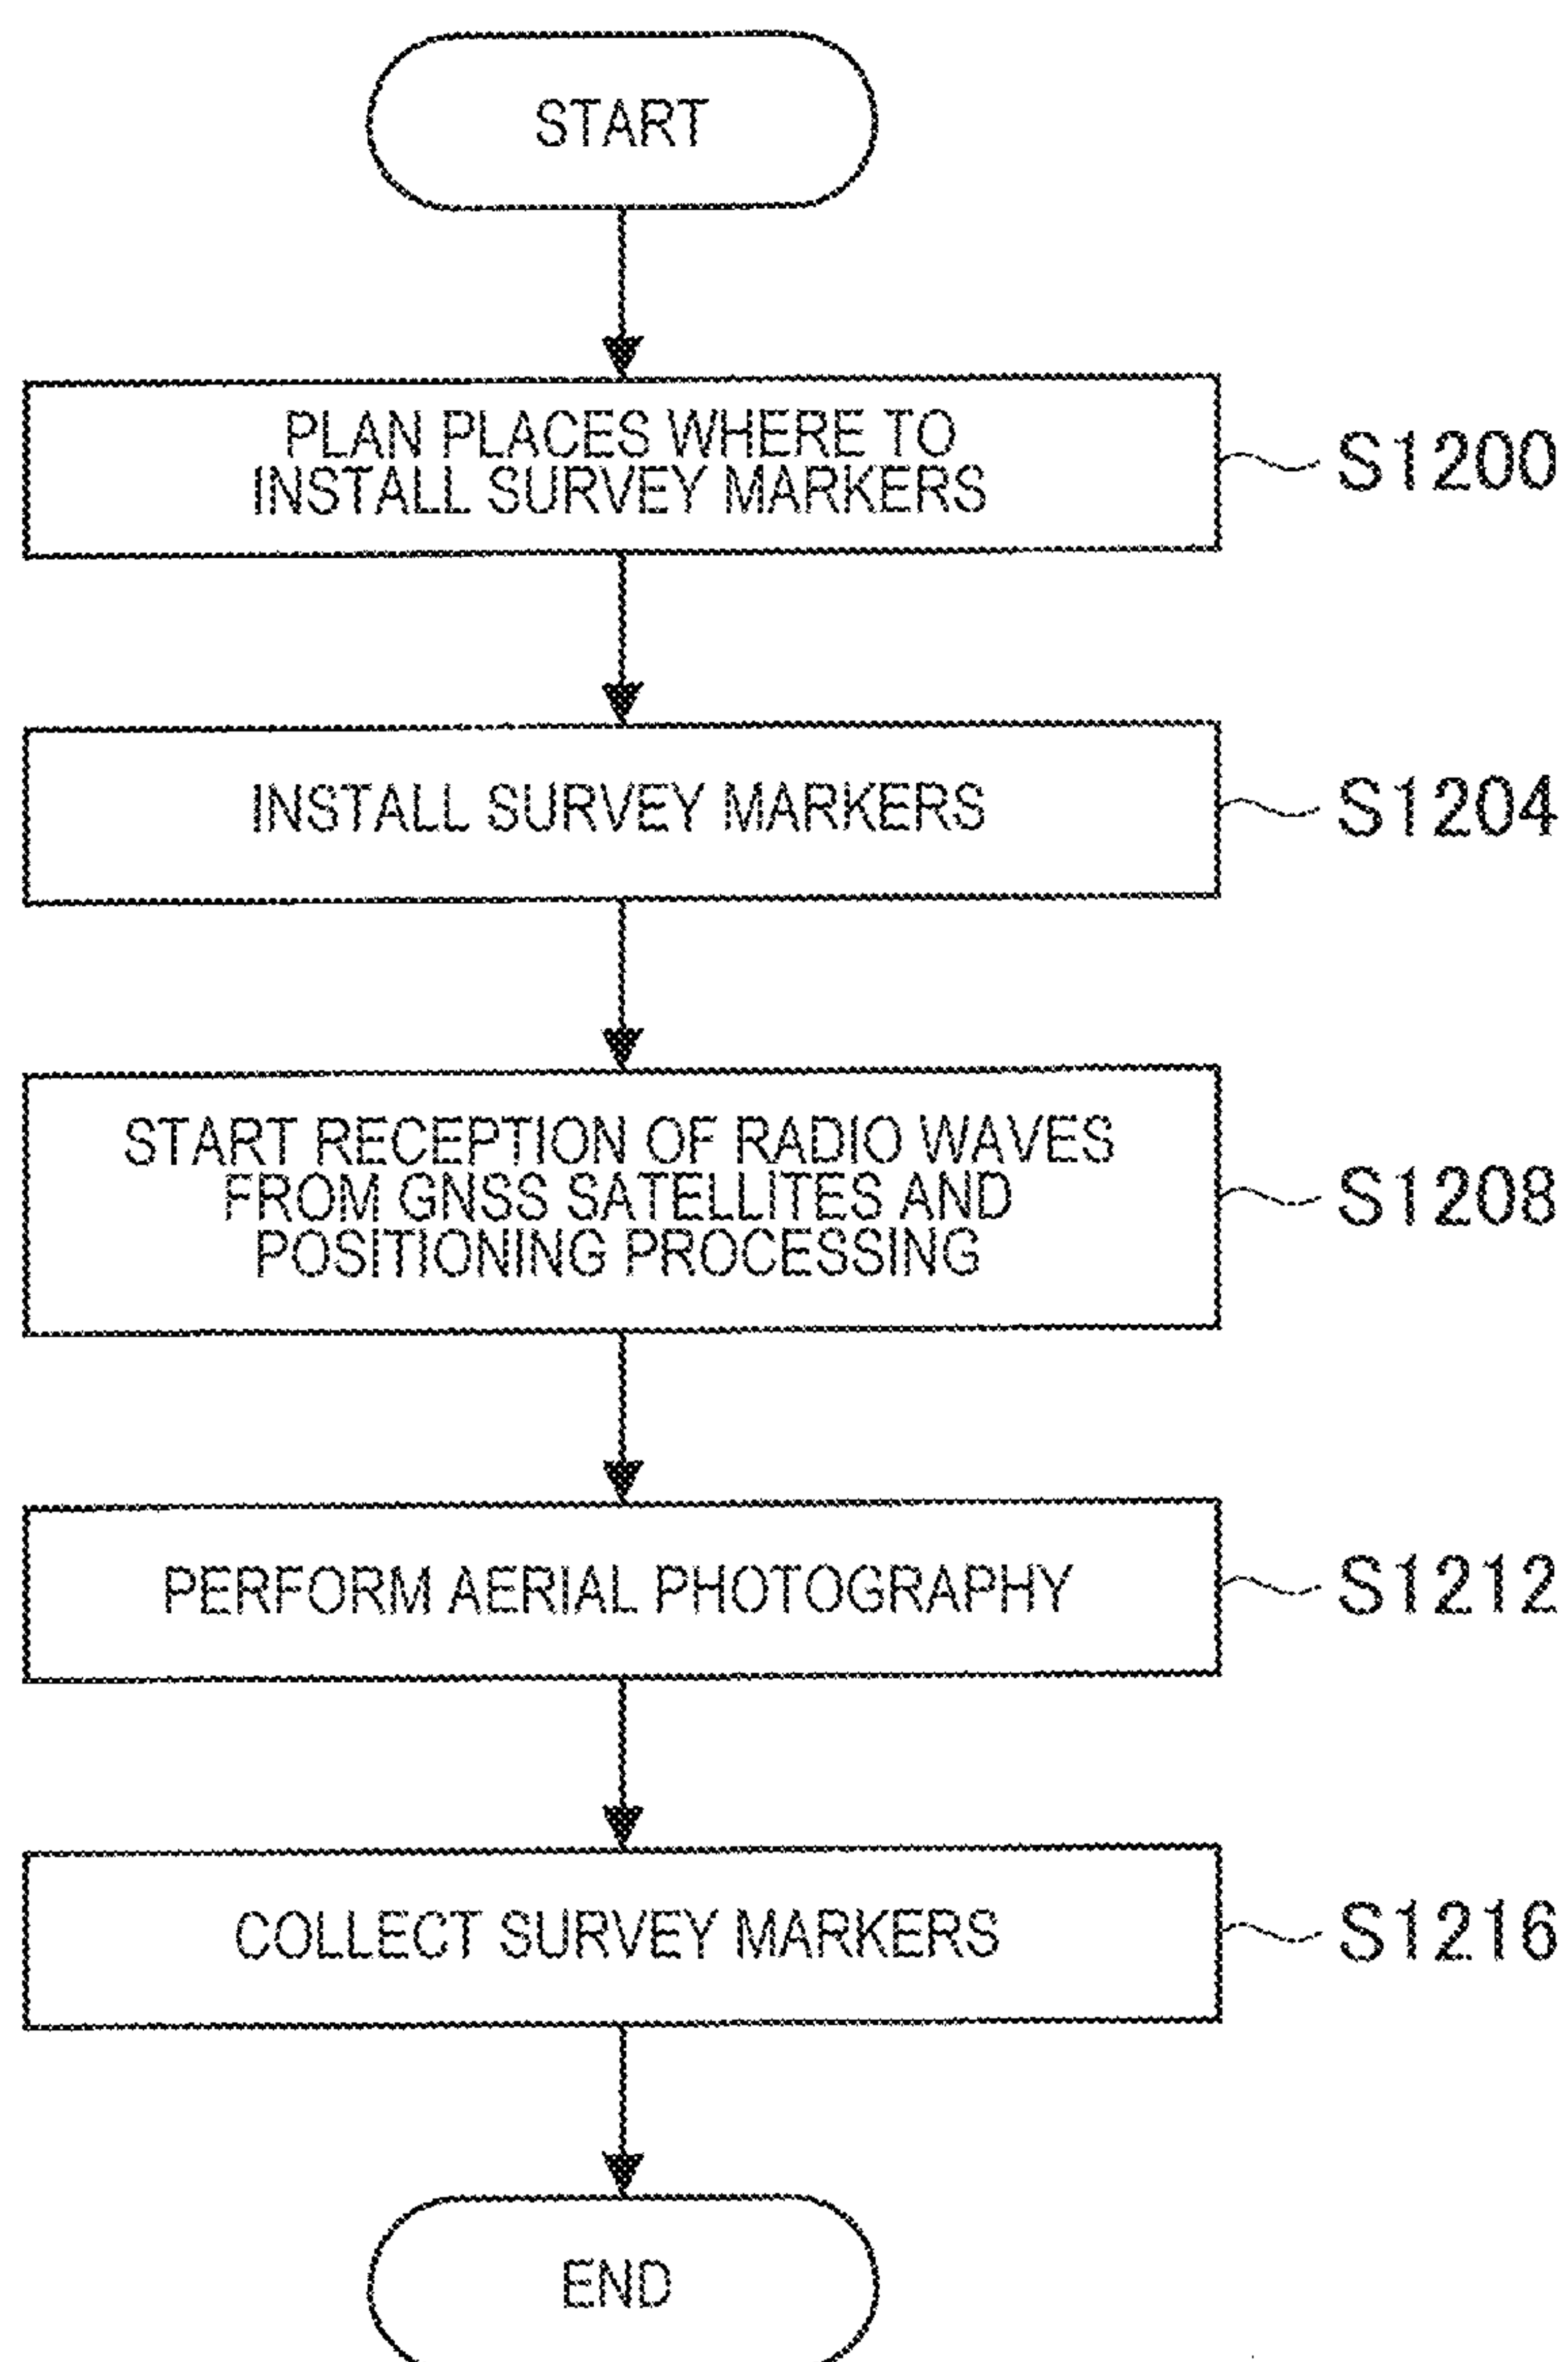 START
PLAN PLACES WHERE TO
INSTALL SURVEY MARKERS
S1200
INSTALL SURVEY MARKERS
S1204
START RECEPTION OF RADIO WAVES
FROM GNSS SATELLITES AND
POSITIONING PROCESSING
S1208
PERFORM AERIAL PHOTOGRAPHY
S1212
COLLECT SURVEY MARKERS
S1216
END